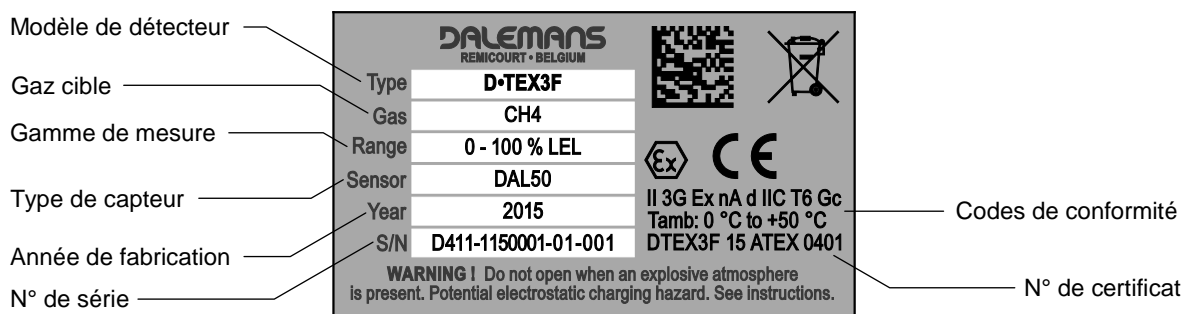 Modèle de détecteur
Gaz cible
Gamme de mesure
Type de capteur
Année de fabrication
N° de série
DALEMANS
REMICOURT • BELGIUM
Type D•TEX3F
Gas CH4
Range 0 - 100 % LEL
Sensor DAL50
Year 2015
S/N D411-1150001-01-001
Ex CE
II 3G Ex nA d IIC T6 Gc
Tamb: 0 °C to +50 °C
DTEX3F 15 ATEX 0401
WARNING ! Do not open when an explosive atmosphere
is present. Potential electrostatic charging hazard. See instructions.
Codes de conformité
N° de certificat